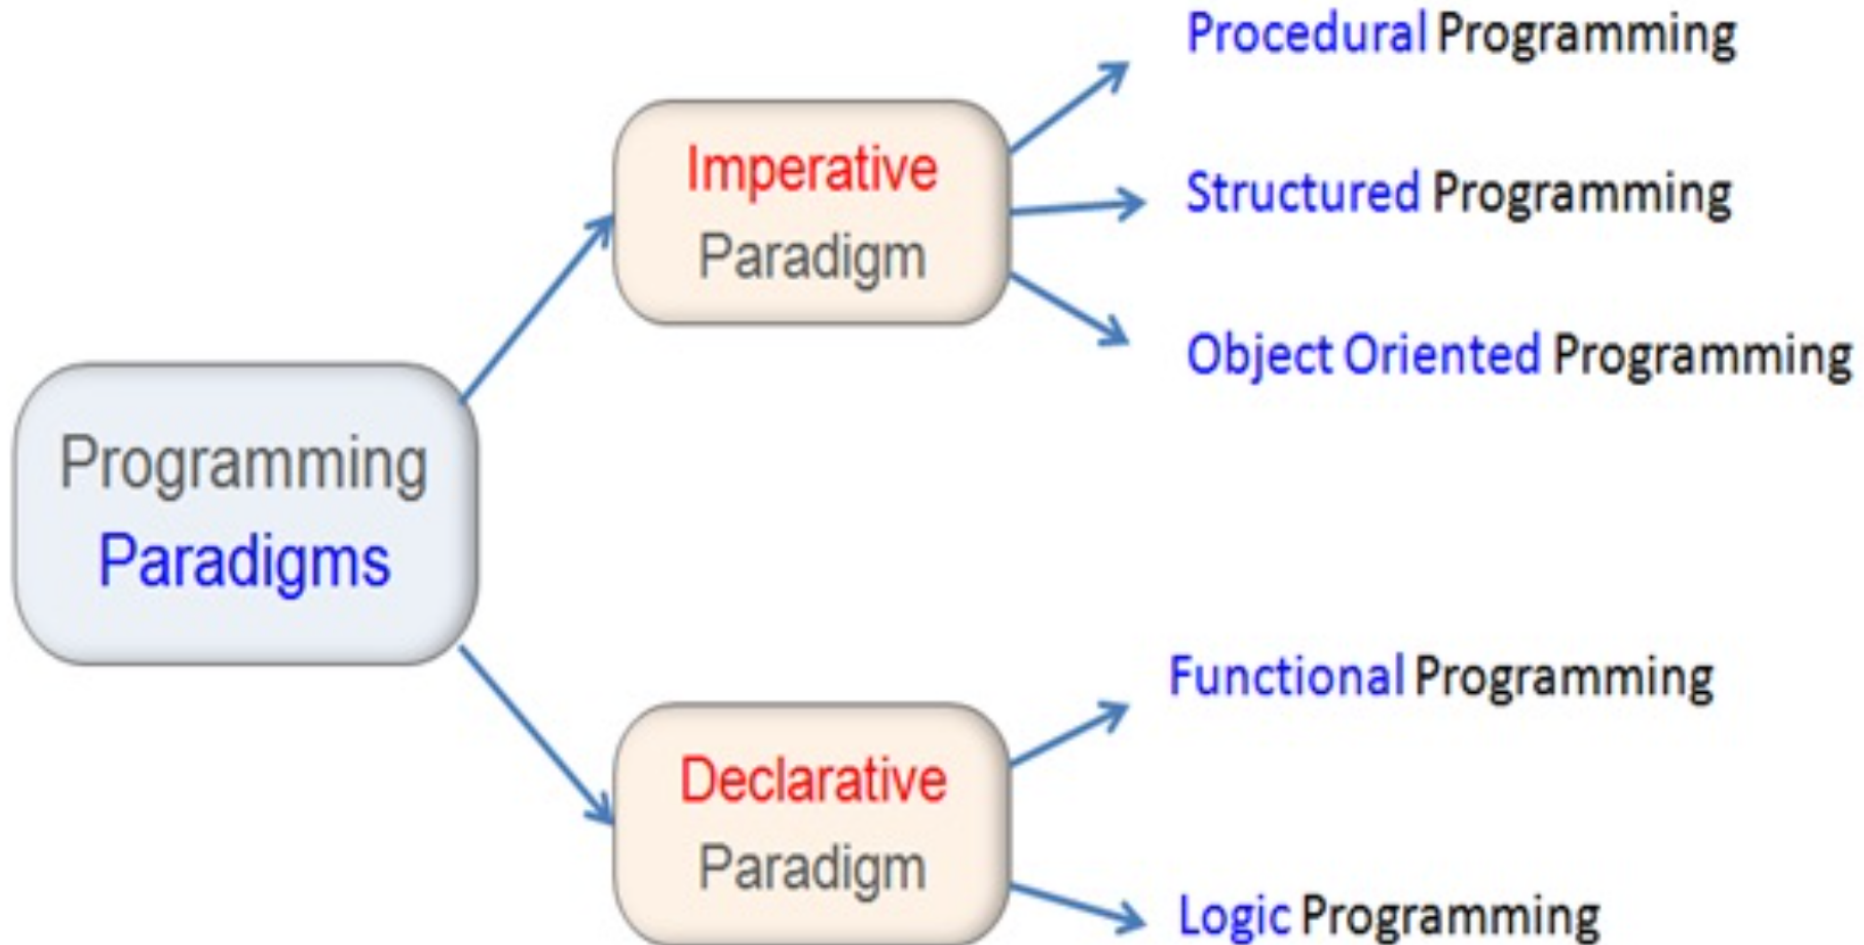 Programming
Paradigms
Imperative
Paradigm
Procedural Programming
Structured Programming
Object Oriented Programming
Declarative
Paradigm
Functional Programming
Logic Programming